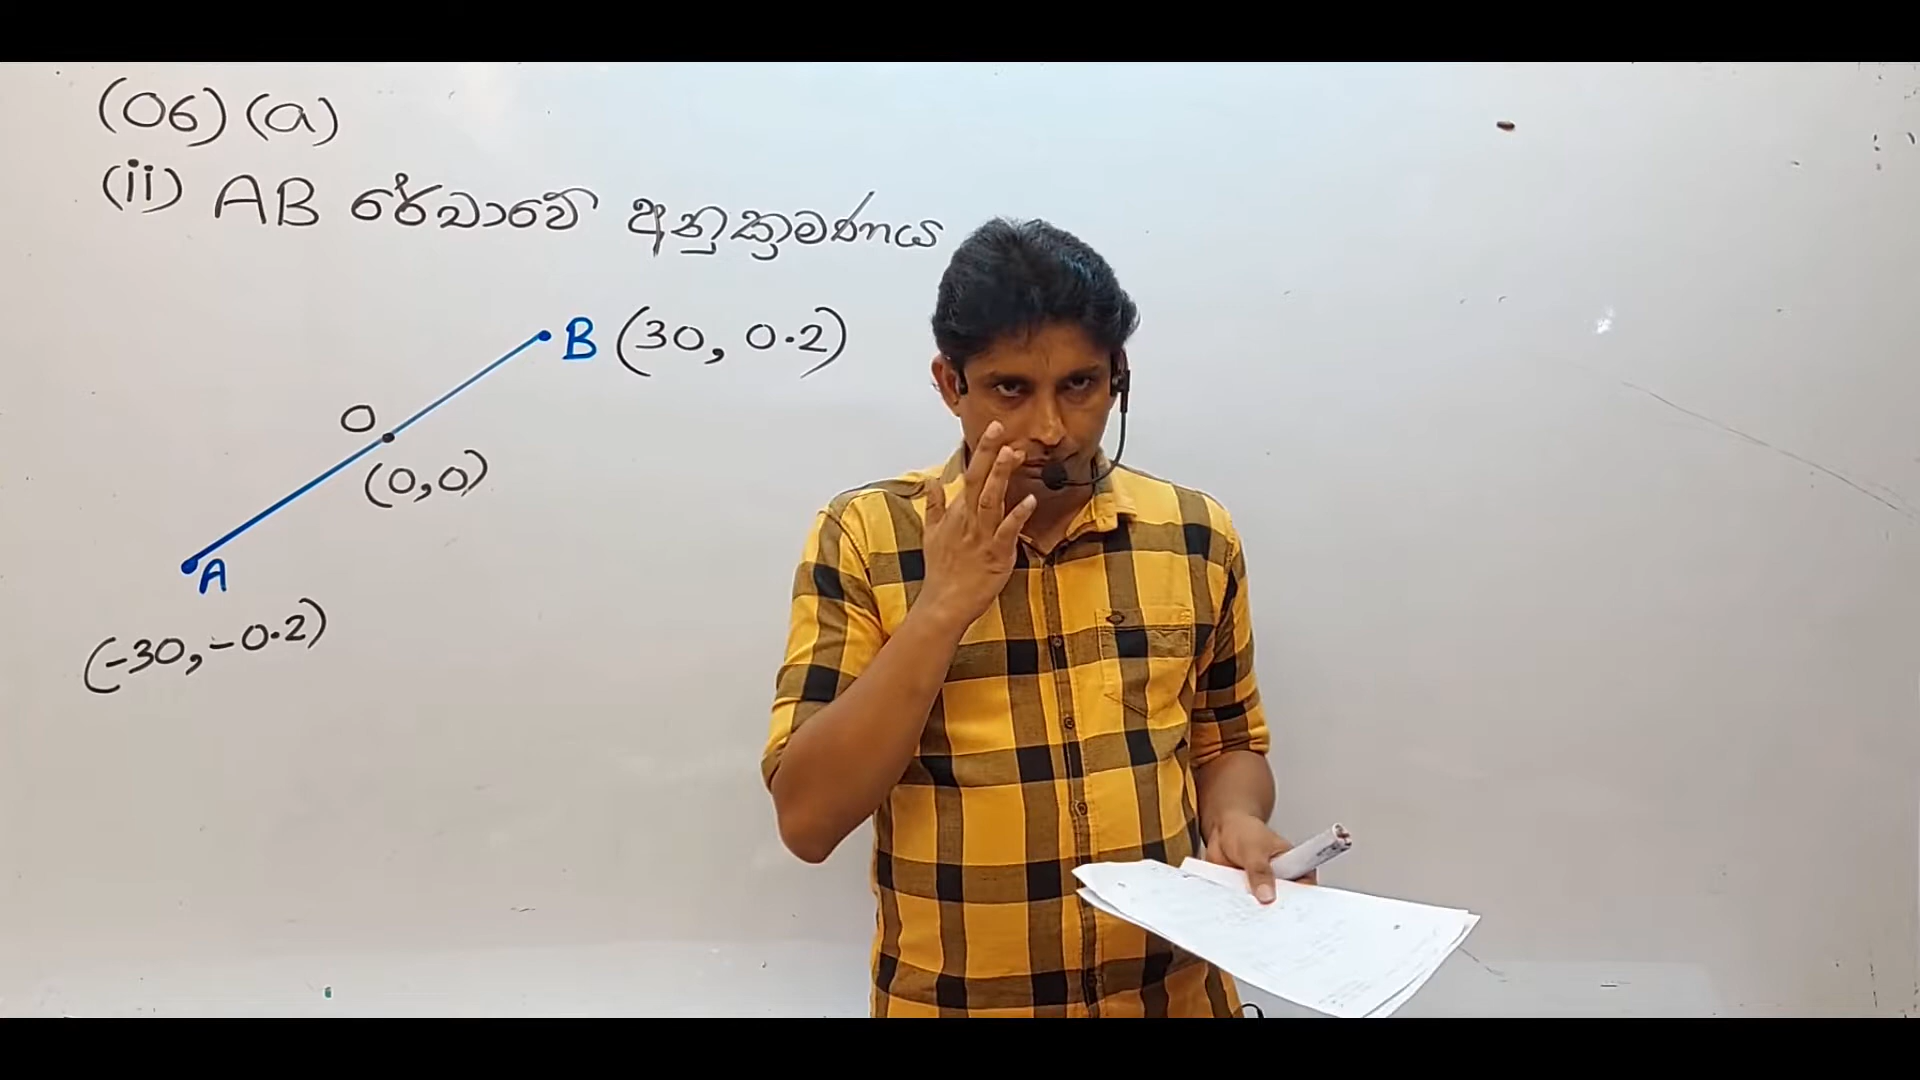 (06) (a)
(ii) AB රේඛාවේ අනුක්‍රමණය
B (30, 0.2)
O
(0,0)
A
(-30, -0.2)